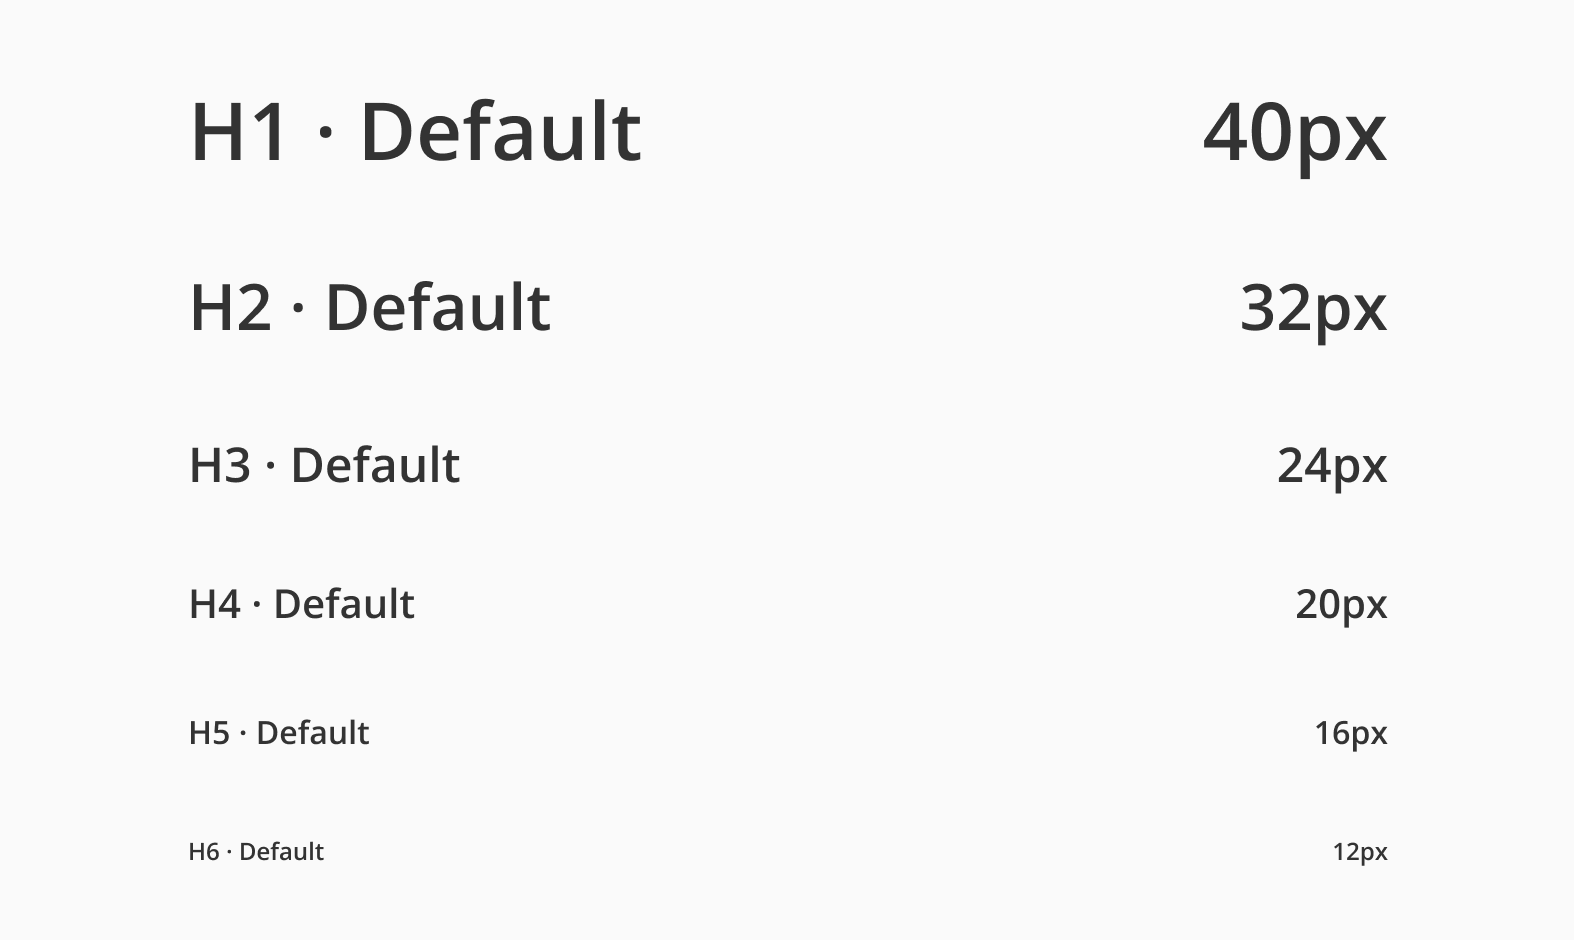 H1 · Default 40px
H2 · Default 32px
H3 · Default 24px
H4 · Default 20px
H5 · Default 16px
H6 · Default 12px